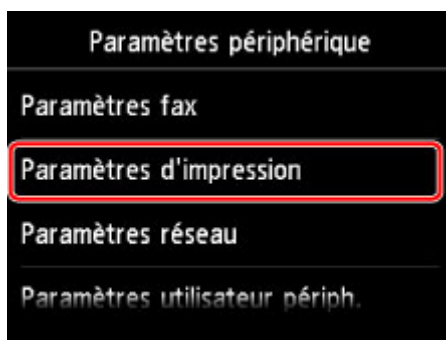 Paramètres périphérique
Paramètres fax
Paramètres d'impression
Paramètres réseau
Paramètres utilisateur périph.